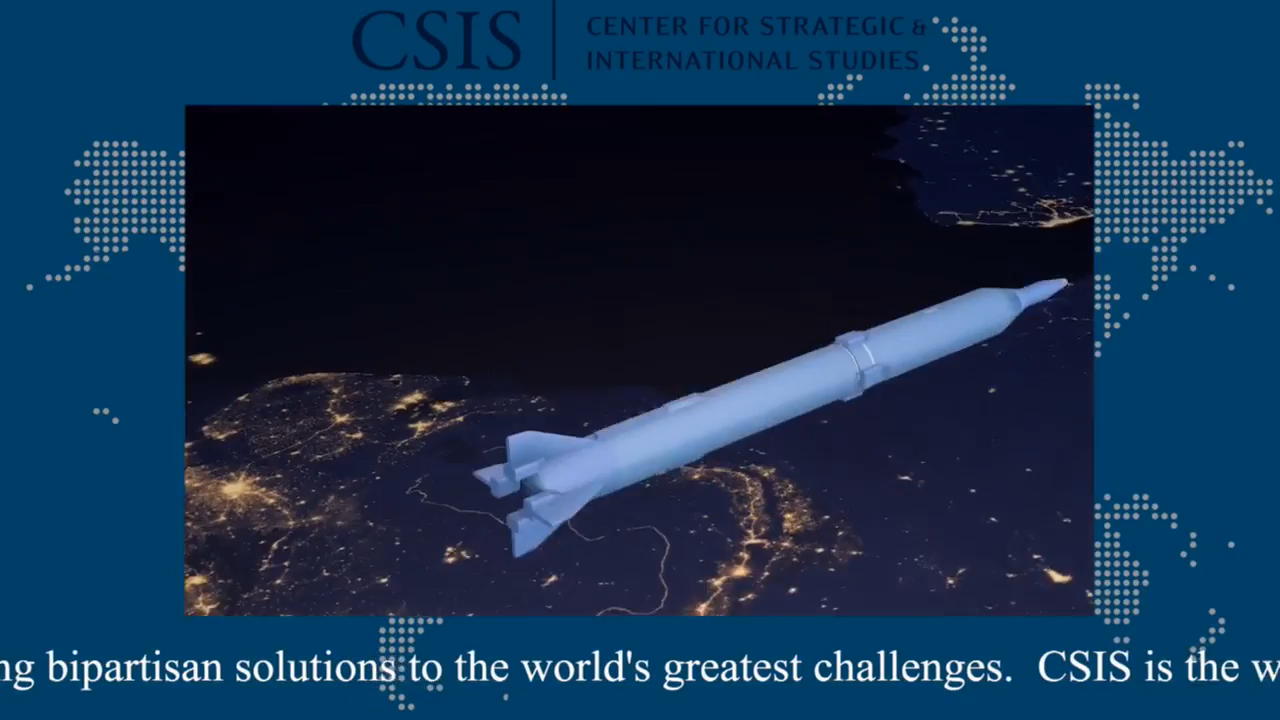 CSIS
CENTER FOR STRATEGIC &
INTERNATIONAL STUDIES
bipartisan solutions to the world's greatest challenges. CSIS is the